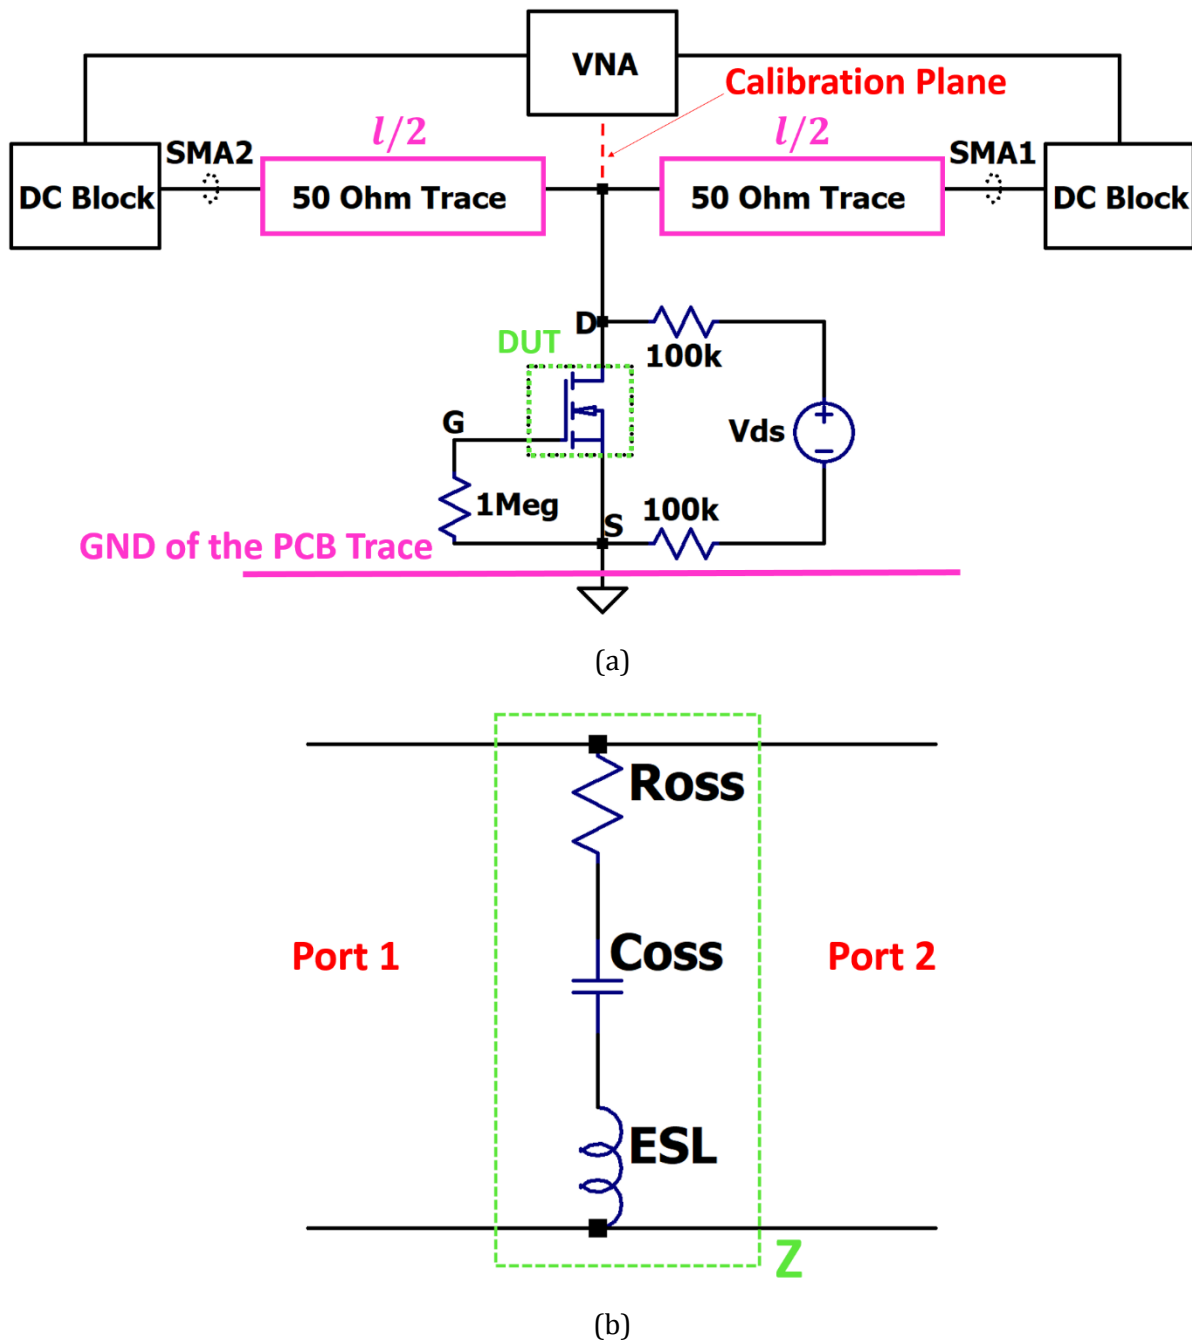 VNA
Calibration Plane
l/2
l/2
SMA2
SMA1
DC Block
50 Ohm Trace
50 Ohm Trace
DC Block
D
100k
DUT
G
Vds
1Meg
S
100k
GND of the PCB Trace
(a)
Ross
Port 1
Coss
Port 2
ESL
Z
(b)